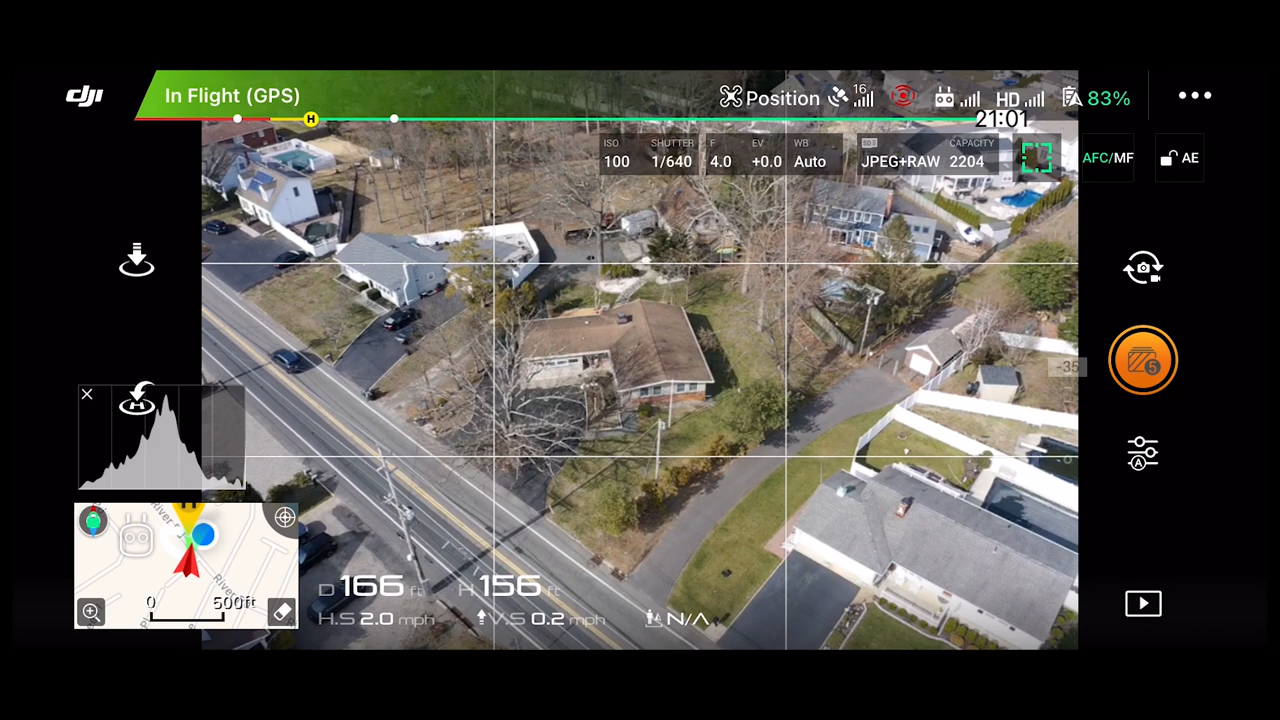 dji
In Flight (GPS)
Position
16
HD
83%
H
21:01
ISO SHUTTER F EV WB CAPACITY
100 1/640 4.0 +0.0 Auto JPEG+RAW 2204
AFC/MF
AE
-35
5
H
A
River
River
0 500ft
D 166 ft H 156 ft
H.S 2.0 mph V.S 0.2 mph N/A